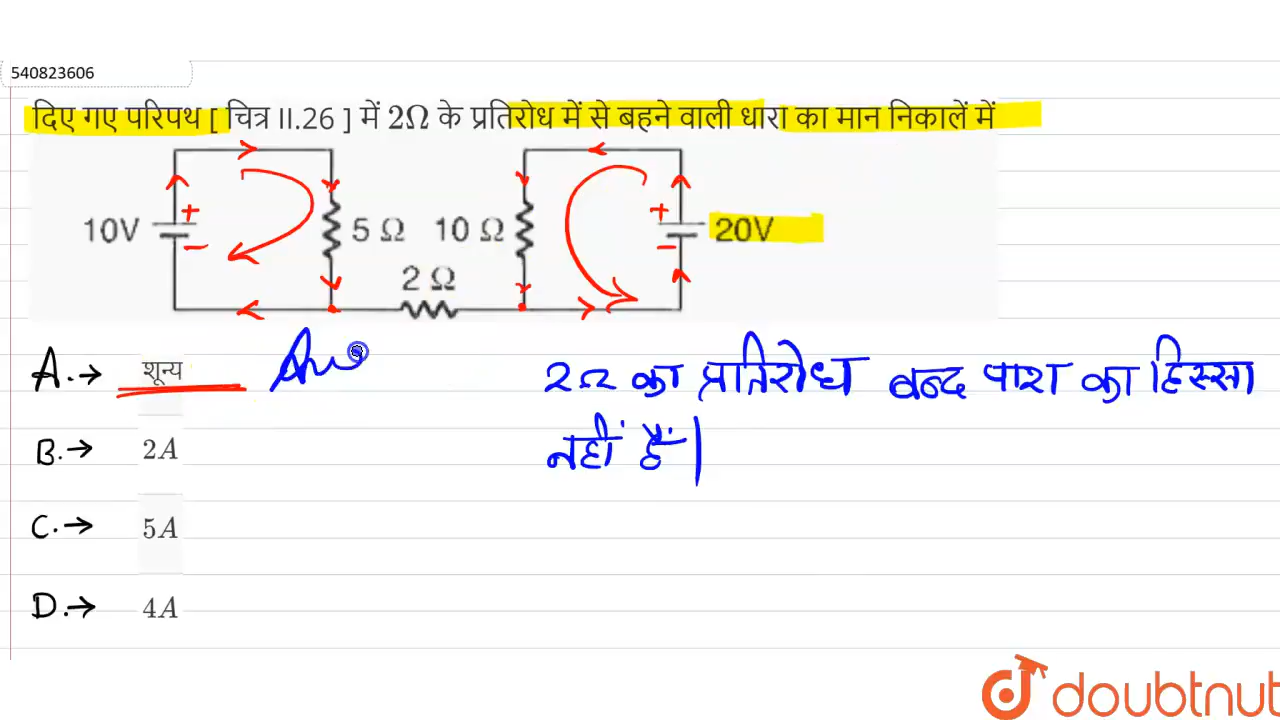 540823606
दिए गए परिपथ [ चित्र II.26 ] में 2Ω के प्रतिरोध में से बहने वाली धारा का मान निकालें में
10V + − 5 Ω 10 Ω + − 20V
2 Ω
A.→ शून्य Ans
2Ω का प्रतिरोध बन्द पाश का हिस्सा
नहीं हैं|
B.→ 2A
C.→ 5A
D.→ 4A
doubtnut